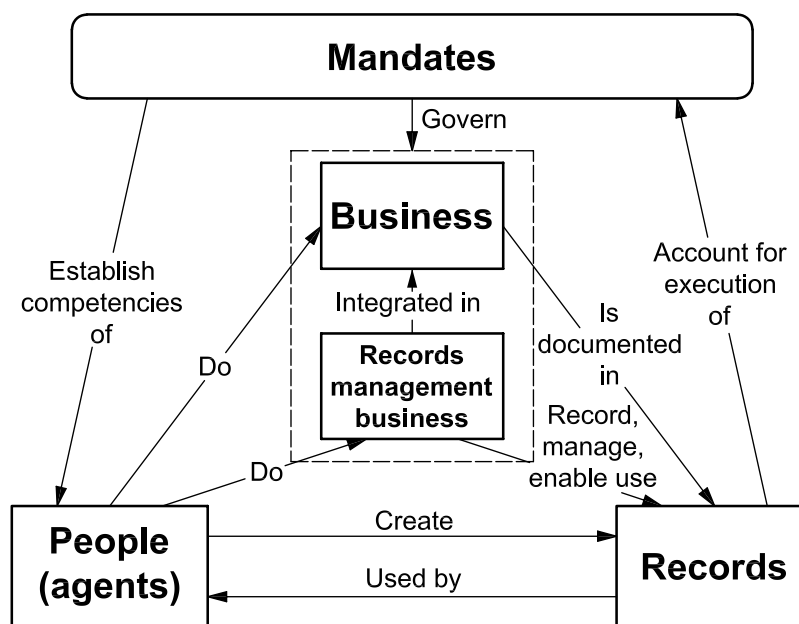 Mandates
Govern
Business
Establish
competencies
of
Account for
execution
of
Integrated in
Is
documented
in
Do
Records
management
business
Record,
manage,
enable use
Do
People
(agents)
Create
Used by
Records